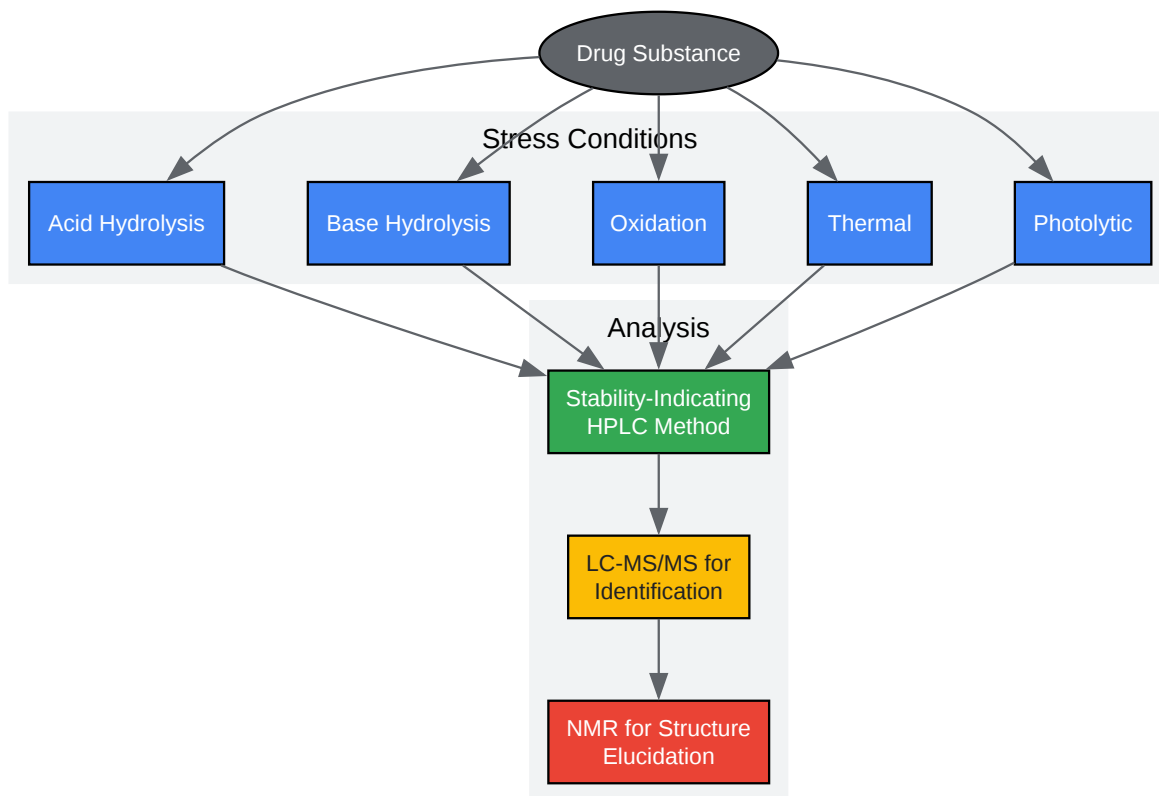 Drug Substance
Stress Conditions
Acid Hydrolysis
Base Hydrolysis
Oxidation
Thermal
Photolytic
Analysis
Stability-Indicating
HPLC Method
LC-MS/MS for
Identification
NMR for Structure
Elucidation